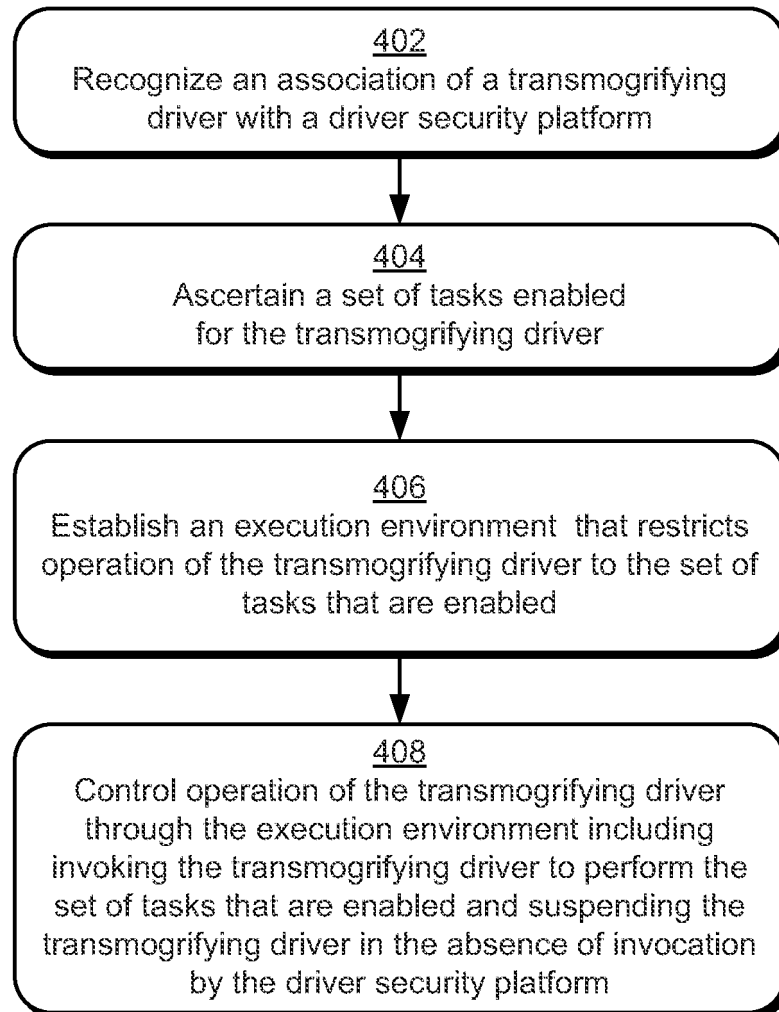 402
Recognize an association of a transmogrifying
driver with a driver security platform
404
Ascertain a set of tasks enabled
for the transmogrifying driver
406
Establish an execution environment that restricts
operation of the transmogrifying driver to the set of
tasks that are enabled
408
Control operation of the transmogrifying driver
through the execution environment including
invoking the transmogrifying driver to perform the
set of tasks that are enabled and suspending the
transmogrifying driver in the absence of invocation
by the driver security platform